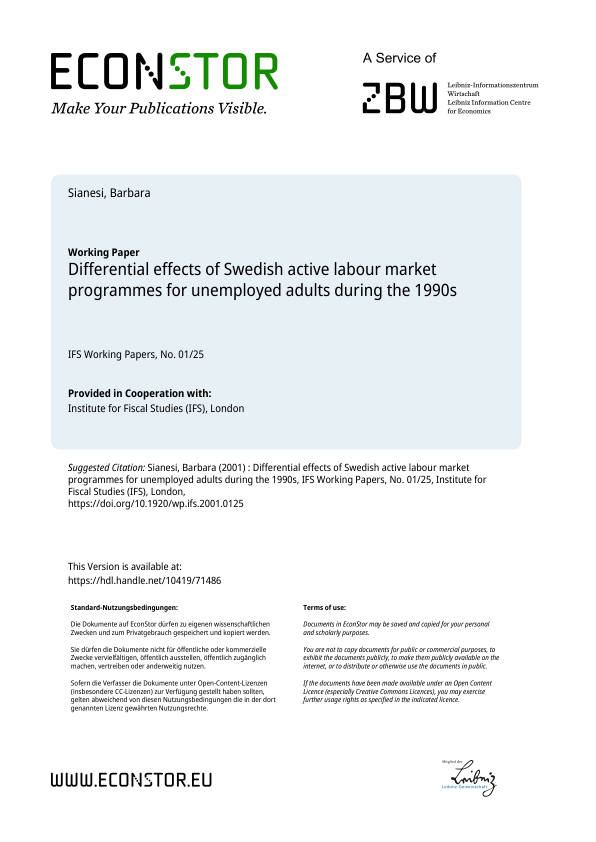 ECONSTOR
Make Your Publications Visible.
A Service of
ZBW
Leibniz-Informationszentrum
Wirtschaft
Leibniz Information Centre
for Economics
Sianesi, Barbara
Working Paper
Differential effects of Swedish active labour market
programmes for unemployed adults during the 1990s
IFS Working Papers, No. 01/25
Provided in Cooperation with:
Institute for Fiscal Studies (IFS), London
Suggested Citation: Sianesi, Barbara (2001) : Differential effects of Swedish active labour market
programmes for unemployed adults during the 1990s, IFS Working Papers, No. 01/25, Institute for
Fiscal Studies (IFS), London,
https://doi.org/10.1920/wp.ifs.2001.0125
This Version is available at:
https://hdl.handle.net/10419/71486
Standard-Nutzungsbedingungen:
Die Dokumente auf EconStor dürfen zu eigenen wissenschaftlichen
Zwecken und zum Privatgebrauch gespeichert und kopiert werden.
Sie dürfen die Dokumente nicht für öffentliche oder kommerzielle
Zwecke vervielfältigen, öffentlich ausstellen, öffentlich zugänglich
machen, vertreiben oder anderweitig nutzen.
Sofern die Verfasser die Dokumente unter Open-Content-Lizenzen
(insbesondere CC-Lizenzen) zur Verfügung gestellt haben sollten,
gelten abweichend von diesen Nutzungsbedingungen die in der dort
genannten Lizenz gewährten Nutzungsrechte.
Terms of use:
Documents in EconStor may be saved and copied for your personal
and scholarly purposes.
You are not to copy documents for public or commercial purposes, to
exhibit the documents publicly, to make them publicly available on the
internet, or to distribute or otherwise use the documents in public.
If the documents have been made available under an Open Content
Licence (especially Creative Commons Licences), you may exercise
further usage rights as specified in the indicated licence.
WWW.ECONSTOR.EU
Mitglied der
Leibniz
Leibniz-Gemeinschaft